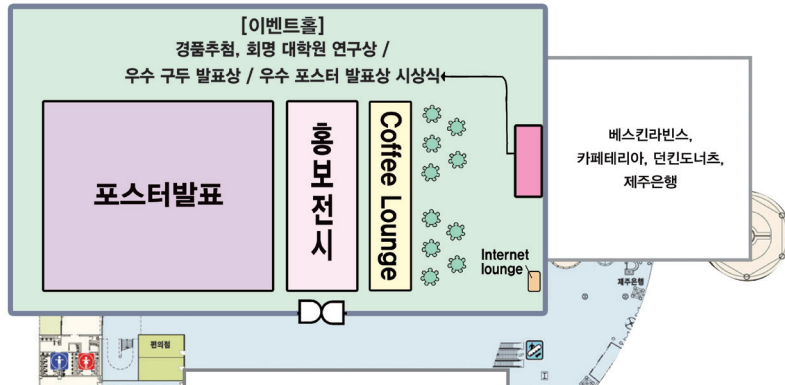 [이벤트홀]
경품추첨, 회명 대학원 연구상 /
우수 구두 발표상 / 우수 포스터 발표상 시상식
포스터발표
홍보전시
Coffee Lounge
베스킨라빈스,
카페테리아, 던킨도너츠,
제주은행
Internet
lounge
제주은행
편의점